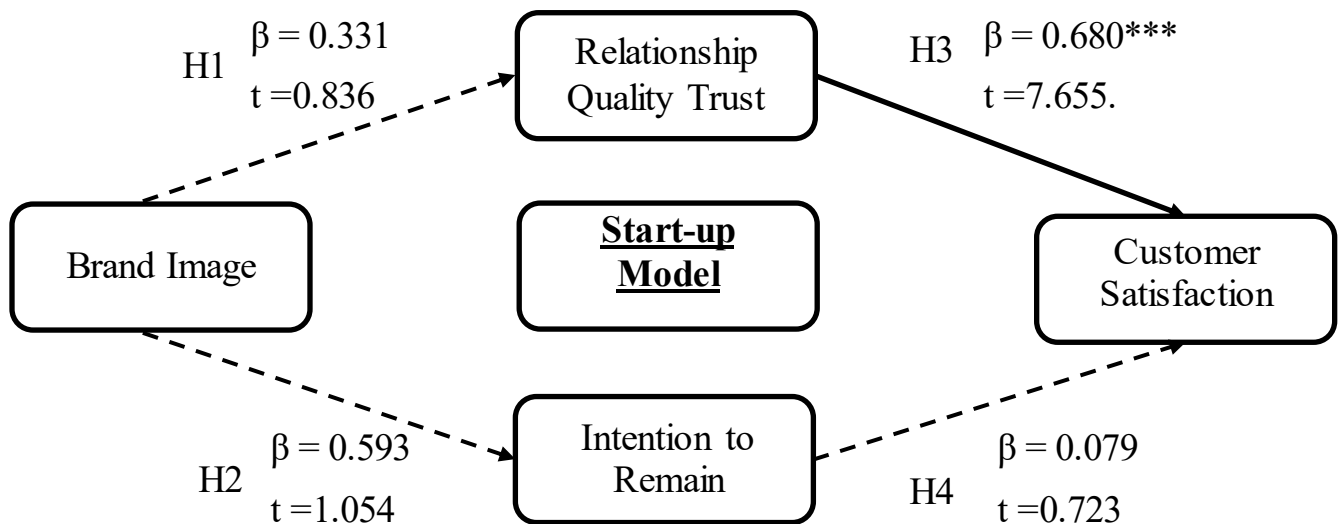 H1
β = 0.331
t =0.836
Relationship
Quality Trust
H3
β = 0.680***
t =7.655.
Brand Image
Start-up
Model
Customer
Satisfaction
H2
β = 0.593
t =1.054
Intention to
Remain
H4
β = 0.079
t =0.723